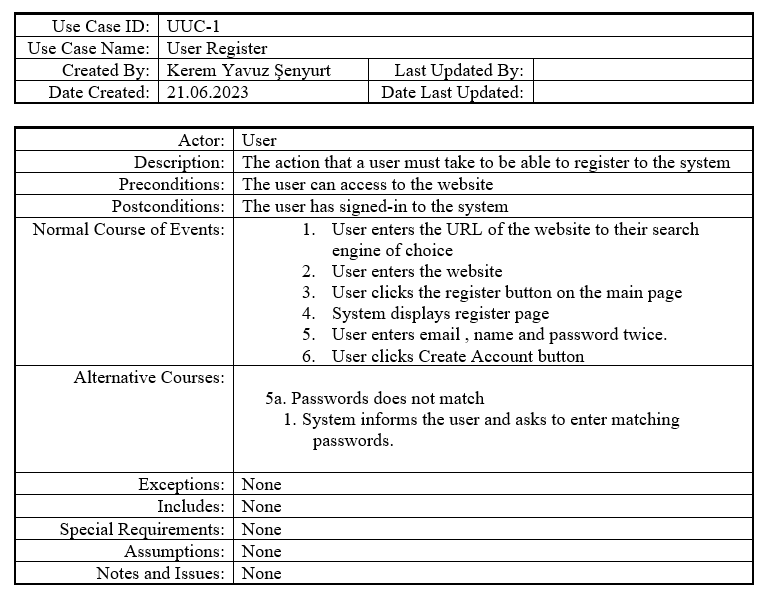 Use Case ID: UUC-1
Use Case Name: User Register
Created By: Kerem Yavuz Şenyurt Last Updated By:
Date Created: 21.06.2023 Date Last Updated:
Actor: User
Description: The action that a user must take to be able to register to the system
Preconditions: The user can access to the website
Postconditions: The user has signed-in to the system
Normal Course of Events: 1. User enters the URL of the website to their search
engine of choice
2. User enters the website
3. User clicks the register button on the main page
4. System displays register page
5. User enters email , name and password twice.
6. User clicks Create Account button
Alternative Courses:
5a. Passwords does not match
1. System informs the user and asks to enter matching
passwords.
Exceptions: None
Includes: None
Special Requirements: None
Assumptions: None
Notes and Issues: None